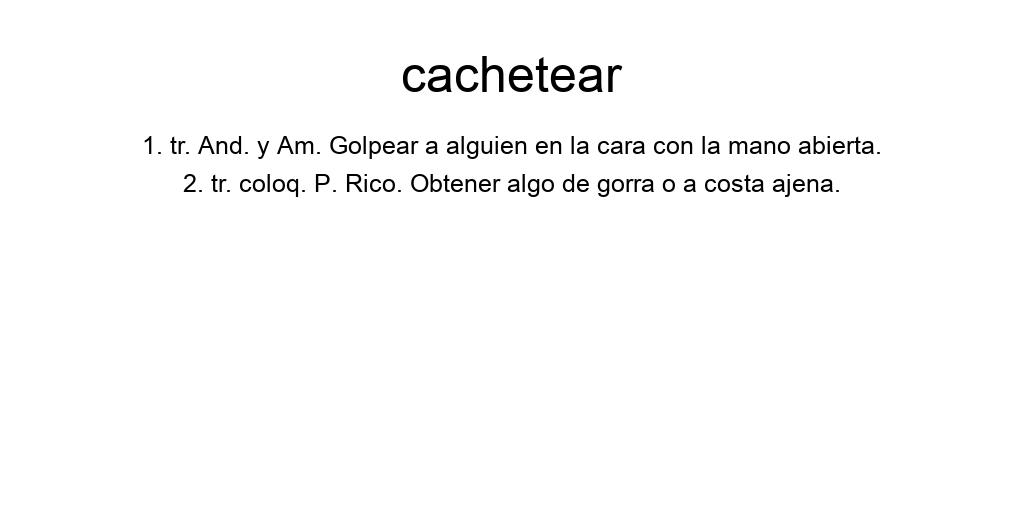 cachetear
1. tr. And. y Am. Golpear a alguien en la cara con la mano abierta.
2. tr. coloq. P. Rico. Obtener algo de gorra o a costa ajena.